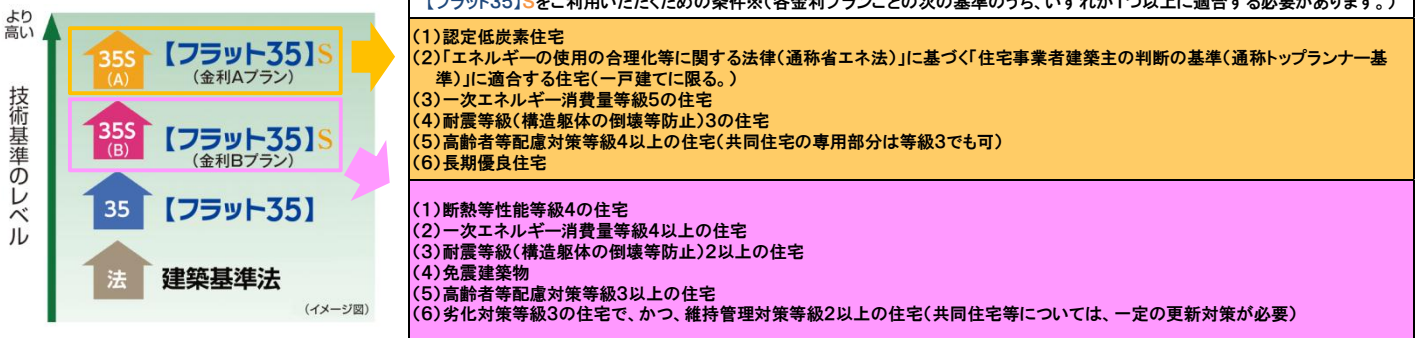 より
高い
技術基準のレベル
35S
(A)
【フラット35】S
(金利Aプラン)
35S
(B)
【フラット35】S
(金利Bプラン)
35
【フラット35】
法
建築基準法
(イメージ図)
【フラット35】Sをご利用いただくための条件※(各金利プランごとの次の基準のうち、いずれか1つ以上に適合する必要があります。)
(1)認定低炭素住宅
(2)「エネルギーの使用の合理化等に関する法律(通称省エネ法)」に基づく「住宅事業者建築主の判断の基準(通称トップランナー基
準)」に適合する住宅(一戸建てに限る。)
(3)一次エネルギー消費量等級5の住宅
(4)耐震等級(構造躯体の倒壊等防止)3の住宅
(5)高齢者等配慮対策等級4以上の住宅(共同住宅の専用部分は等級3でも可)
(6)長期優良住宅
(1)断熱等性能等級4の住宅
(2)一次エネルギー消費量等級4以上の住宅
(3)耐震等級(構造躯体の倒壊等防止)2以上の住宅
(4)免震建築物
(5)高齢者等配慮対策等級3以上の住宅
(6)劣化対策等級3の住宅で、かつ、維持管理対策等級2以上の住宅(共同住宅等については、一定の更新対策が必要)